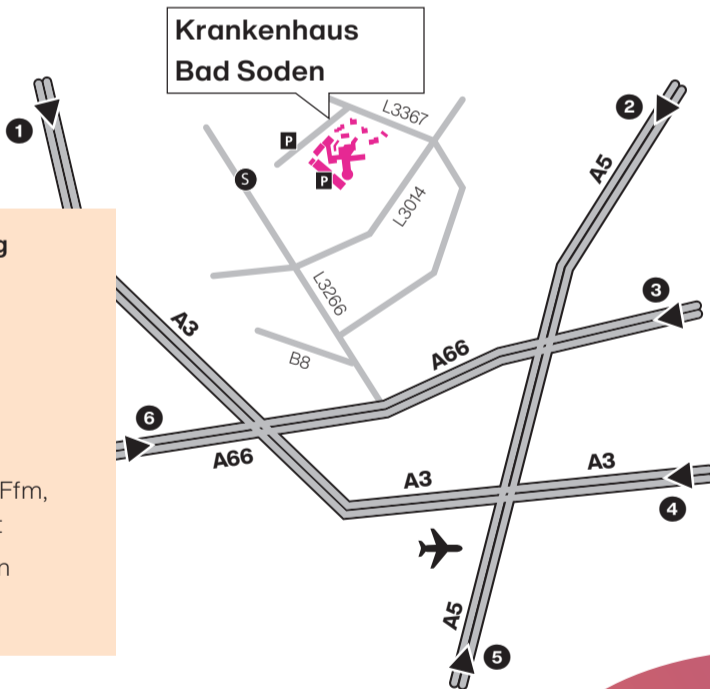 Krankenhaus
Bad Soden
L3367
1
2
P
A5
S
P
L3014
g
L3266
3
A3
A66
B8
6
A66
A3
A3
Ffm,
4
A5
5